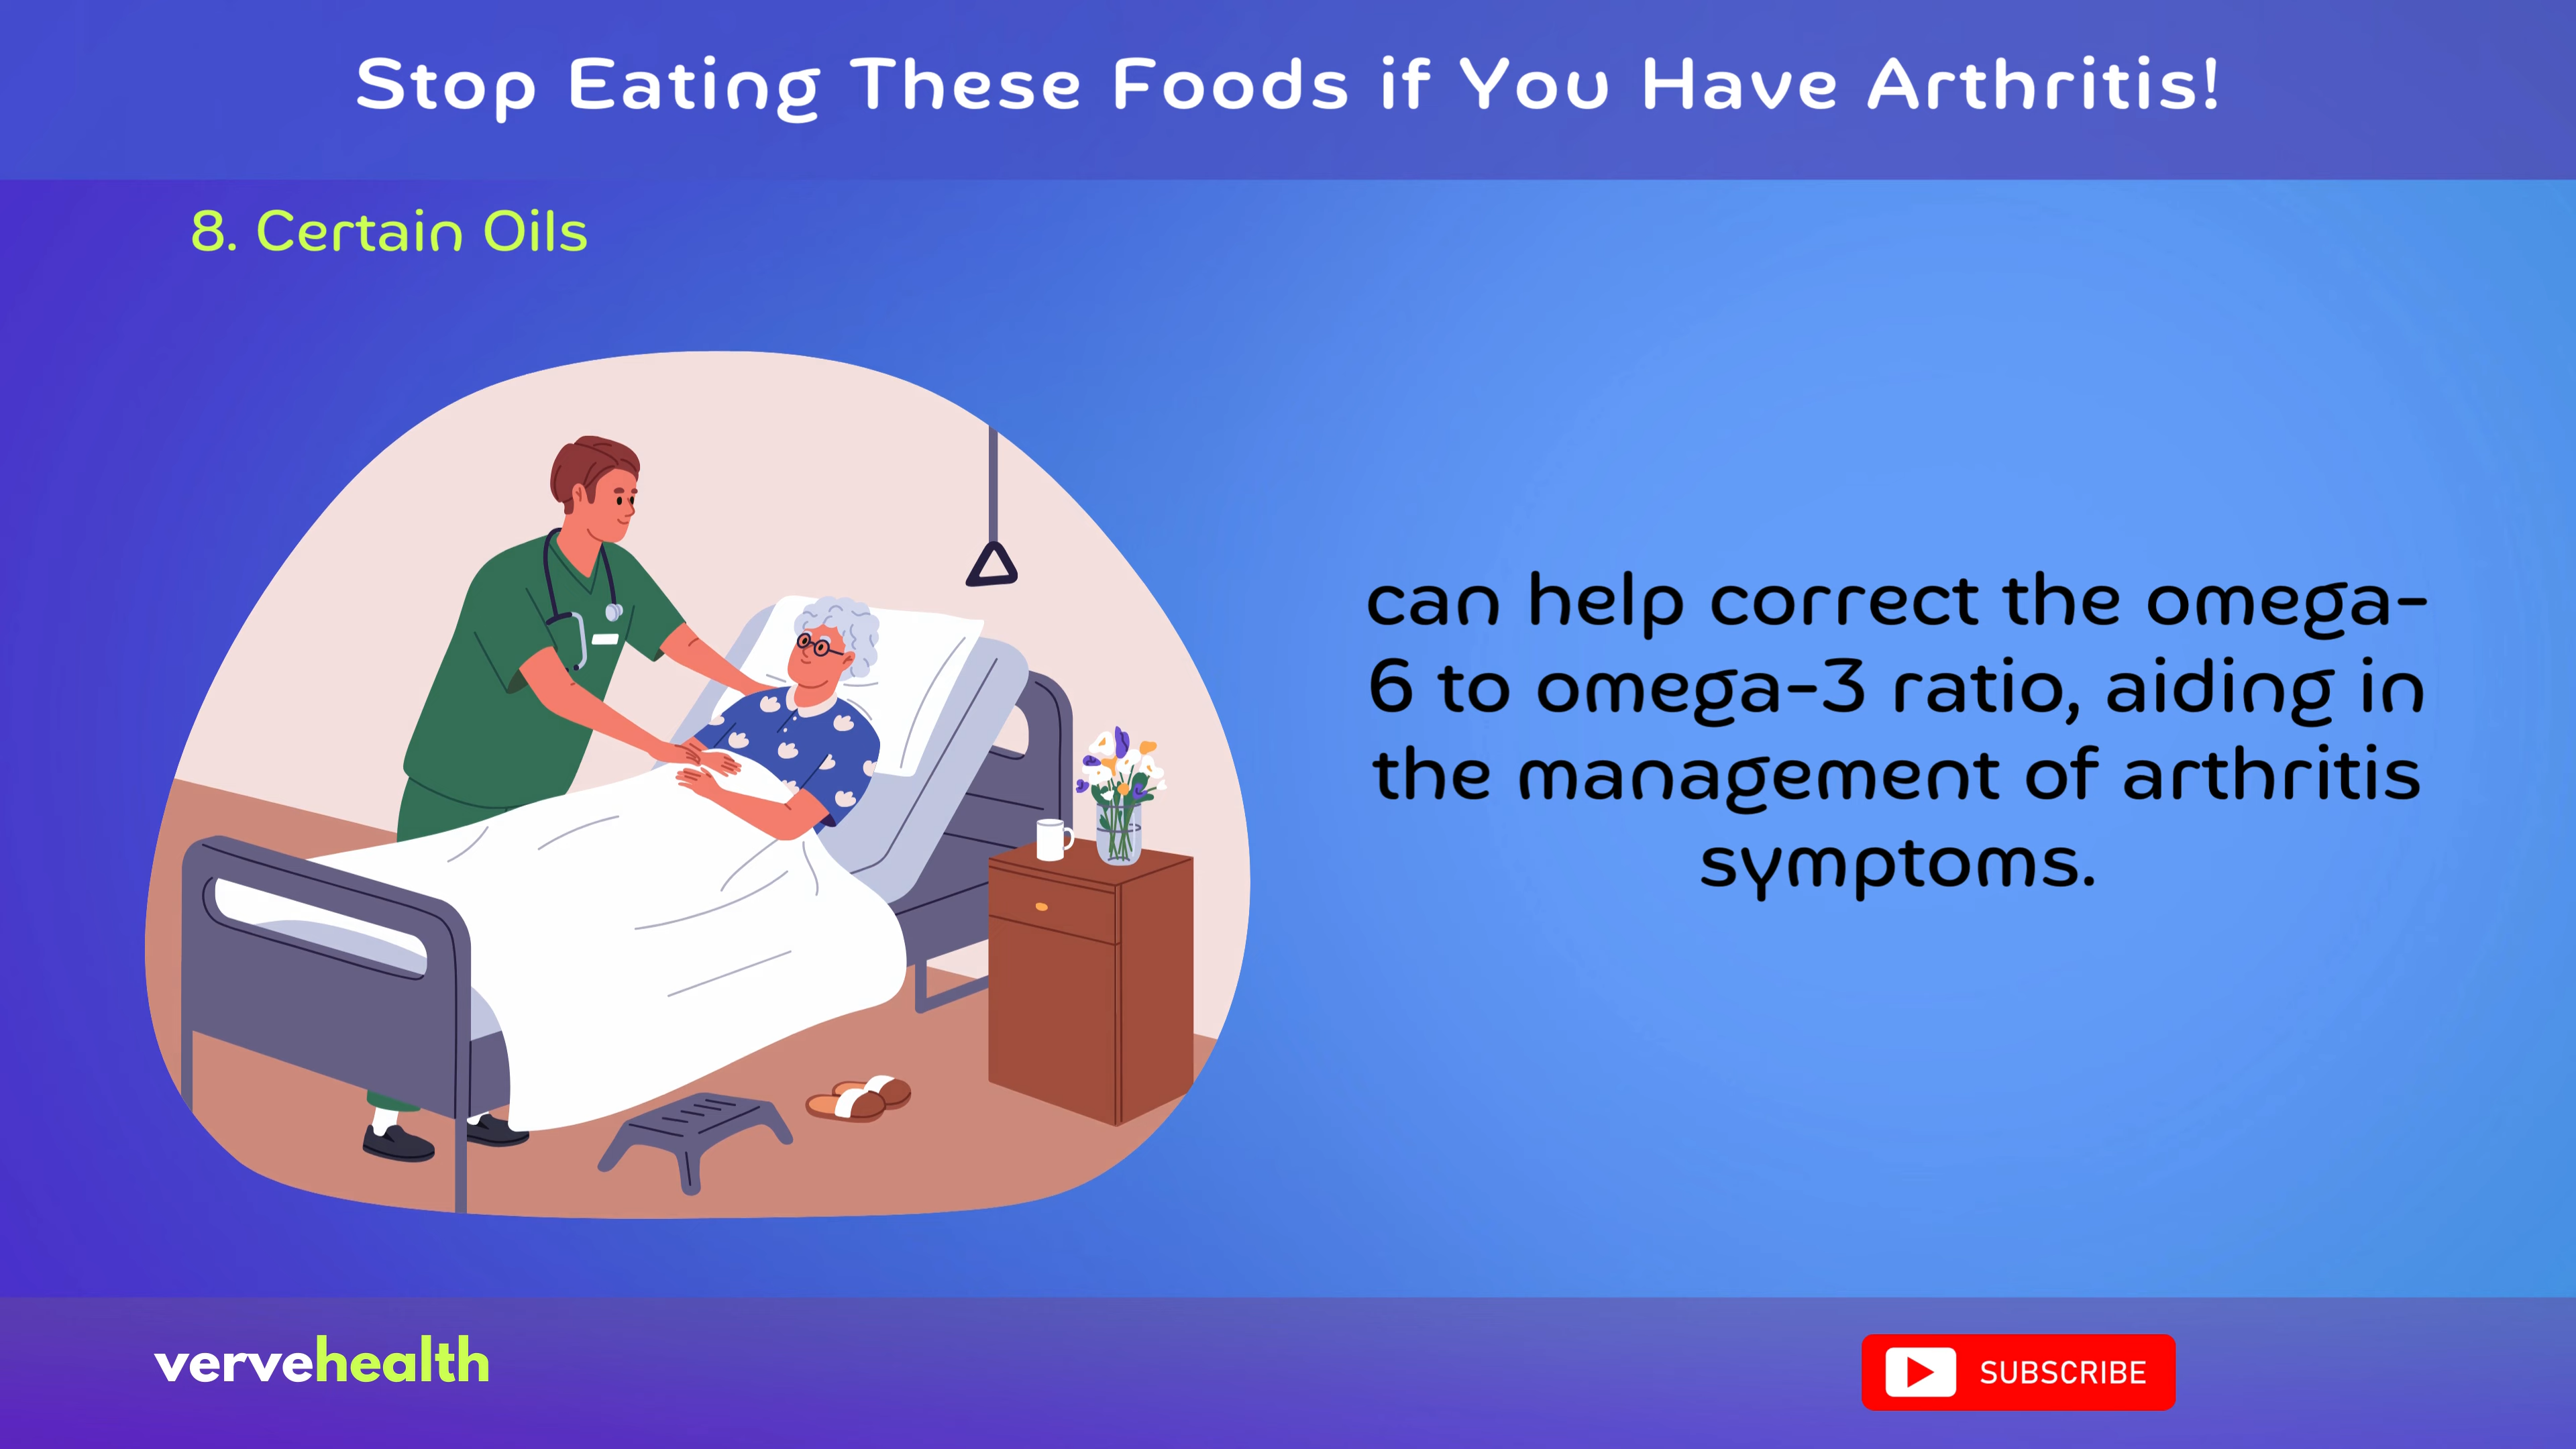 Stop Eating These Foods if You Have Arthritis!
8. Certain Oils
can help correct the omega-
6 to omega-3 ratio, aiding in
the management of arthritis
symptoms.
vervehealth
SUBSCRIBE